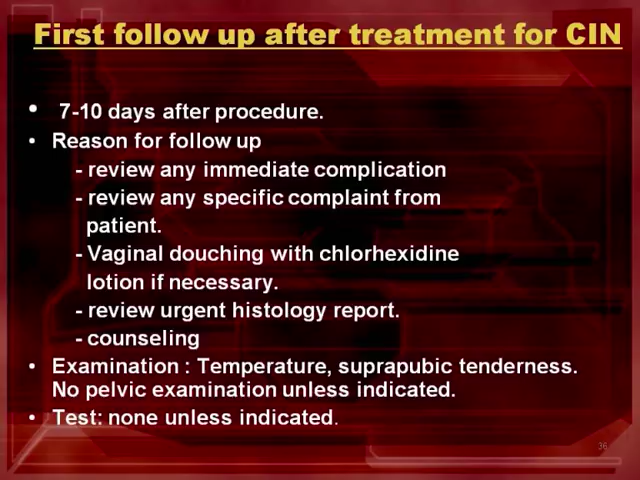 First follow up after treatment for CIN
• 7-10 days after procedure.
• Reason for follow up
- review any immediate complication
- review any specific complaint from
patient.
- Vaginal douching with chlorhexidine
lotion if necessary.
- review urgent histology report.
- counseling
• Examination : Temperature, suprapubic tenderness.
No pelvic examination unless indicated.
• Test: none unless indicated.
36